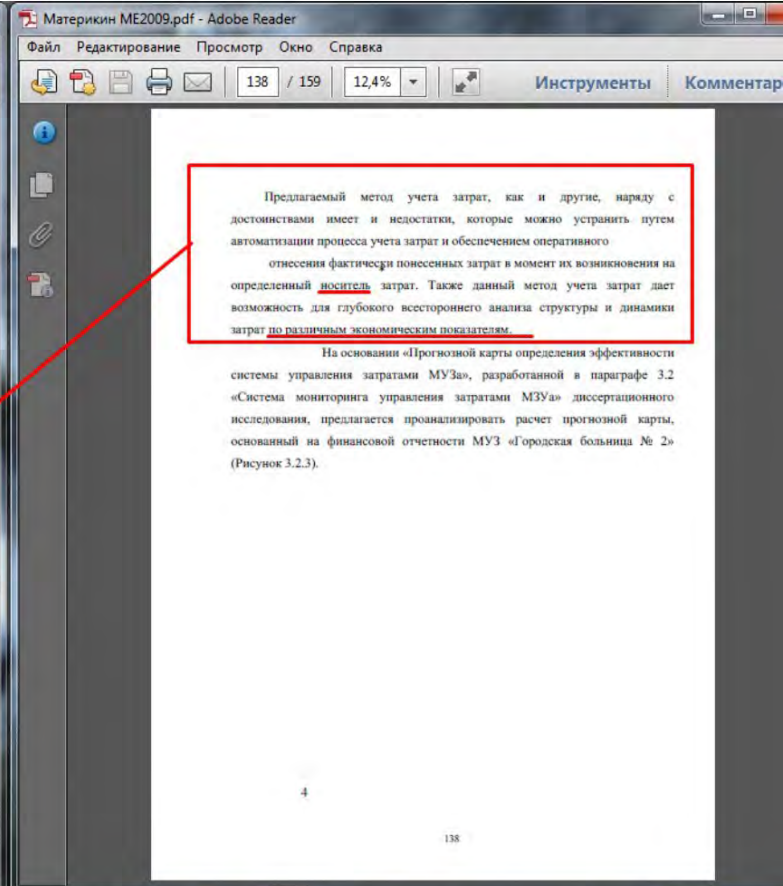 Материкин МЕ2009.pdf - Adobe Reader
Файл Редактирование Просмотр Окно Справка
138 / 159 12,4% Инструменты Комментар
Предлагаемый метод учета затрат, как и другие, наряду с
достоинствами имеет и недостатки, которые можно устранить путем
автоматизации процесса учета затрат и обеспечением оперативного
отнесения фактически понесенных затрат в момент их возникновения на
определенный носитель затрат. Также данный метод учета затрат дает
возможность для глубокого всестороннего анализа структуры и динамики
затрат по различным экономическим показателям.
На основании «Прогнозной карты определения эффективности
системы управления затратами МУЗа», разработанной в параграфе 3.2
«Система мониторинга управления затратами МЗУа» диссертационного
исследования, предлагается проанализировать расчет прогнозной карты,
основанный на финансовой отчетности МУЗ «Городская больница № 2»
(Рисунок 3.2.3).
4
138